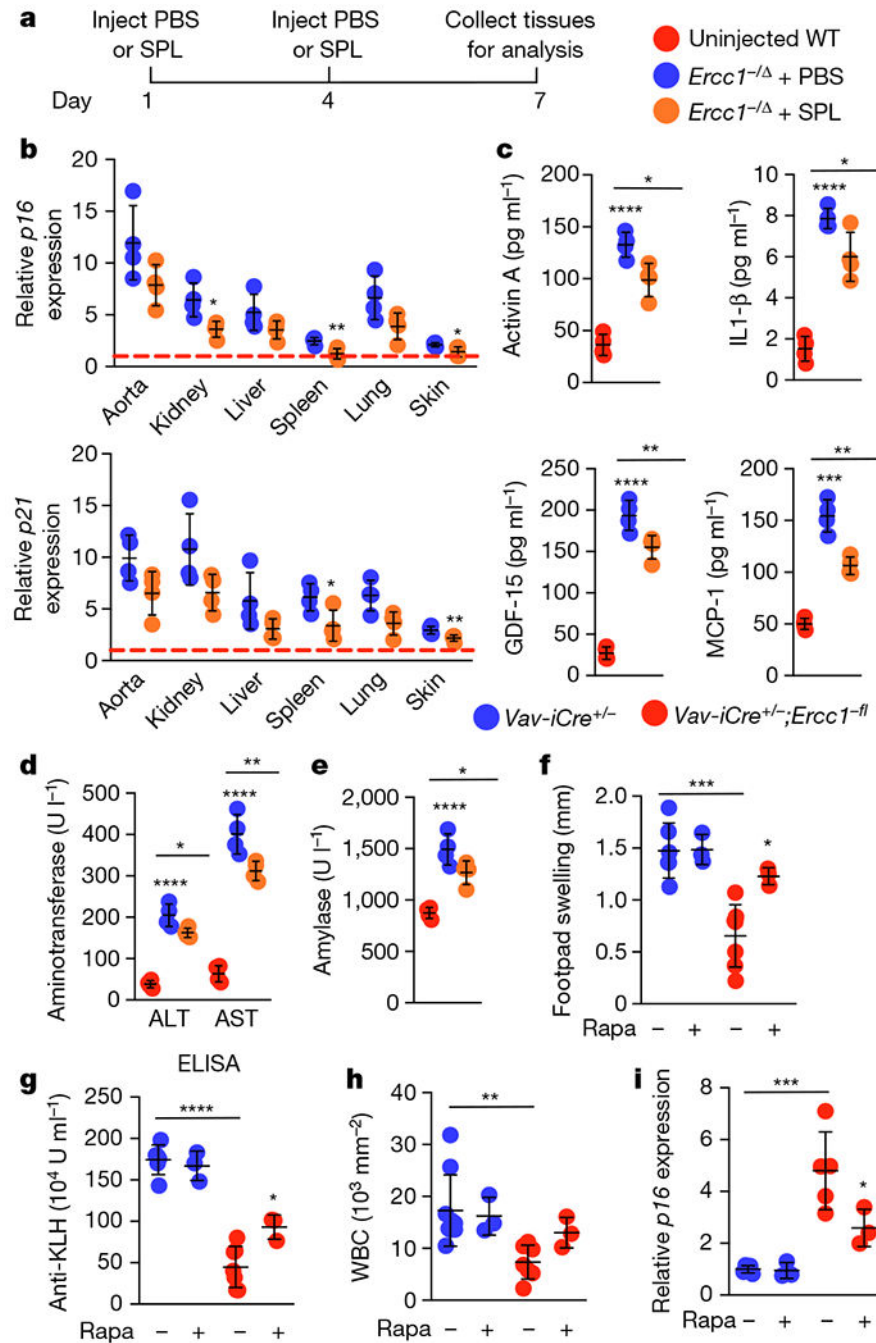 a
Inject PBS or SPL
Inject PBS or SPL
Collect tissues for analysis
Day 1 4 7
Uninjected WT
Ercc1−/Δ + PBS
Ercc1−/Δ + SPL
b
Relative p16 expression
20
15
10
5
0
*
**
*
Aorta Kidney Liver Spleen Lung Skin
Relative p21 expression
20
15
10
5
0
*
**
Aorta Kidney Liver Spleen Lung Skin
c
Activin A (pg ml−1)
200
150
100
50
0
*
****
IL1-β (pg ml−1)
10
8
6
4
2
0
*
****
GDF-15 (pg ml−1)
250
200
150
100
50
0
**
****
MCP-1 (pg ml−1)
200
150
100
50
0
**
***
Vav-iCre+/−
Vav-iCre+/−;Ercc1−fl
d
Aminotransferase (U l−1)
500
400
300
200
100
0
*
****
**
****
ALT AST
e
Amylase (U l−1)
2,000
1,500
1,000
500
0
*
****
f
Footpad swelling (mm)
2.0
1.5
1.0
0.5
0
***
*
Rapa − + − +
g
ELISA
Anti-KLH (104 U ml−1)
250
200
150
100
50
0
****
*
Rapa − + − +
h
WBC (103 mm−2)
40
30
20
10
0
**
Rapa − + − +
i
Relative p16 expression
8
6
4
2
0
***
*
Rapa − + − +